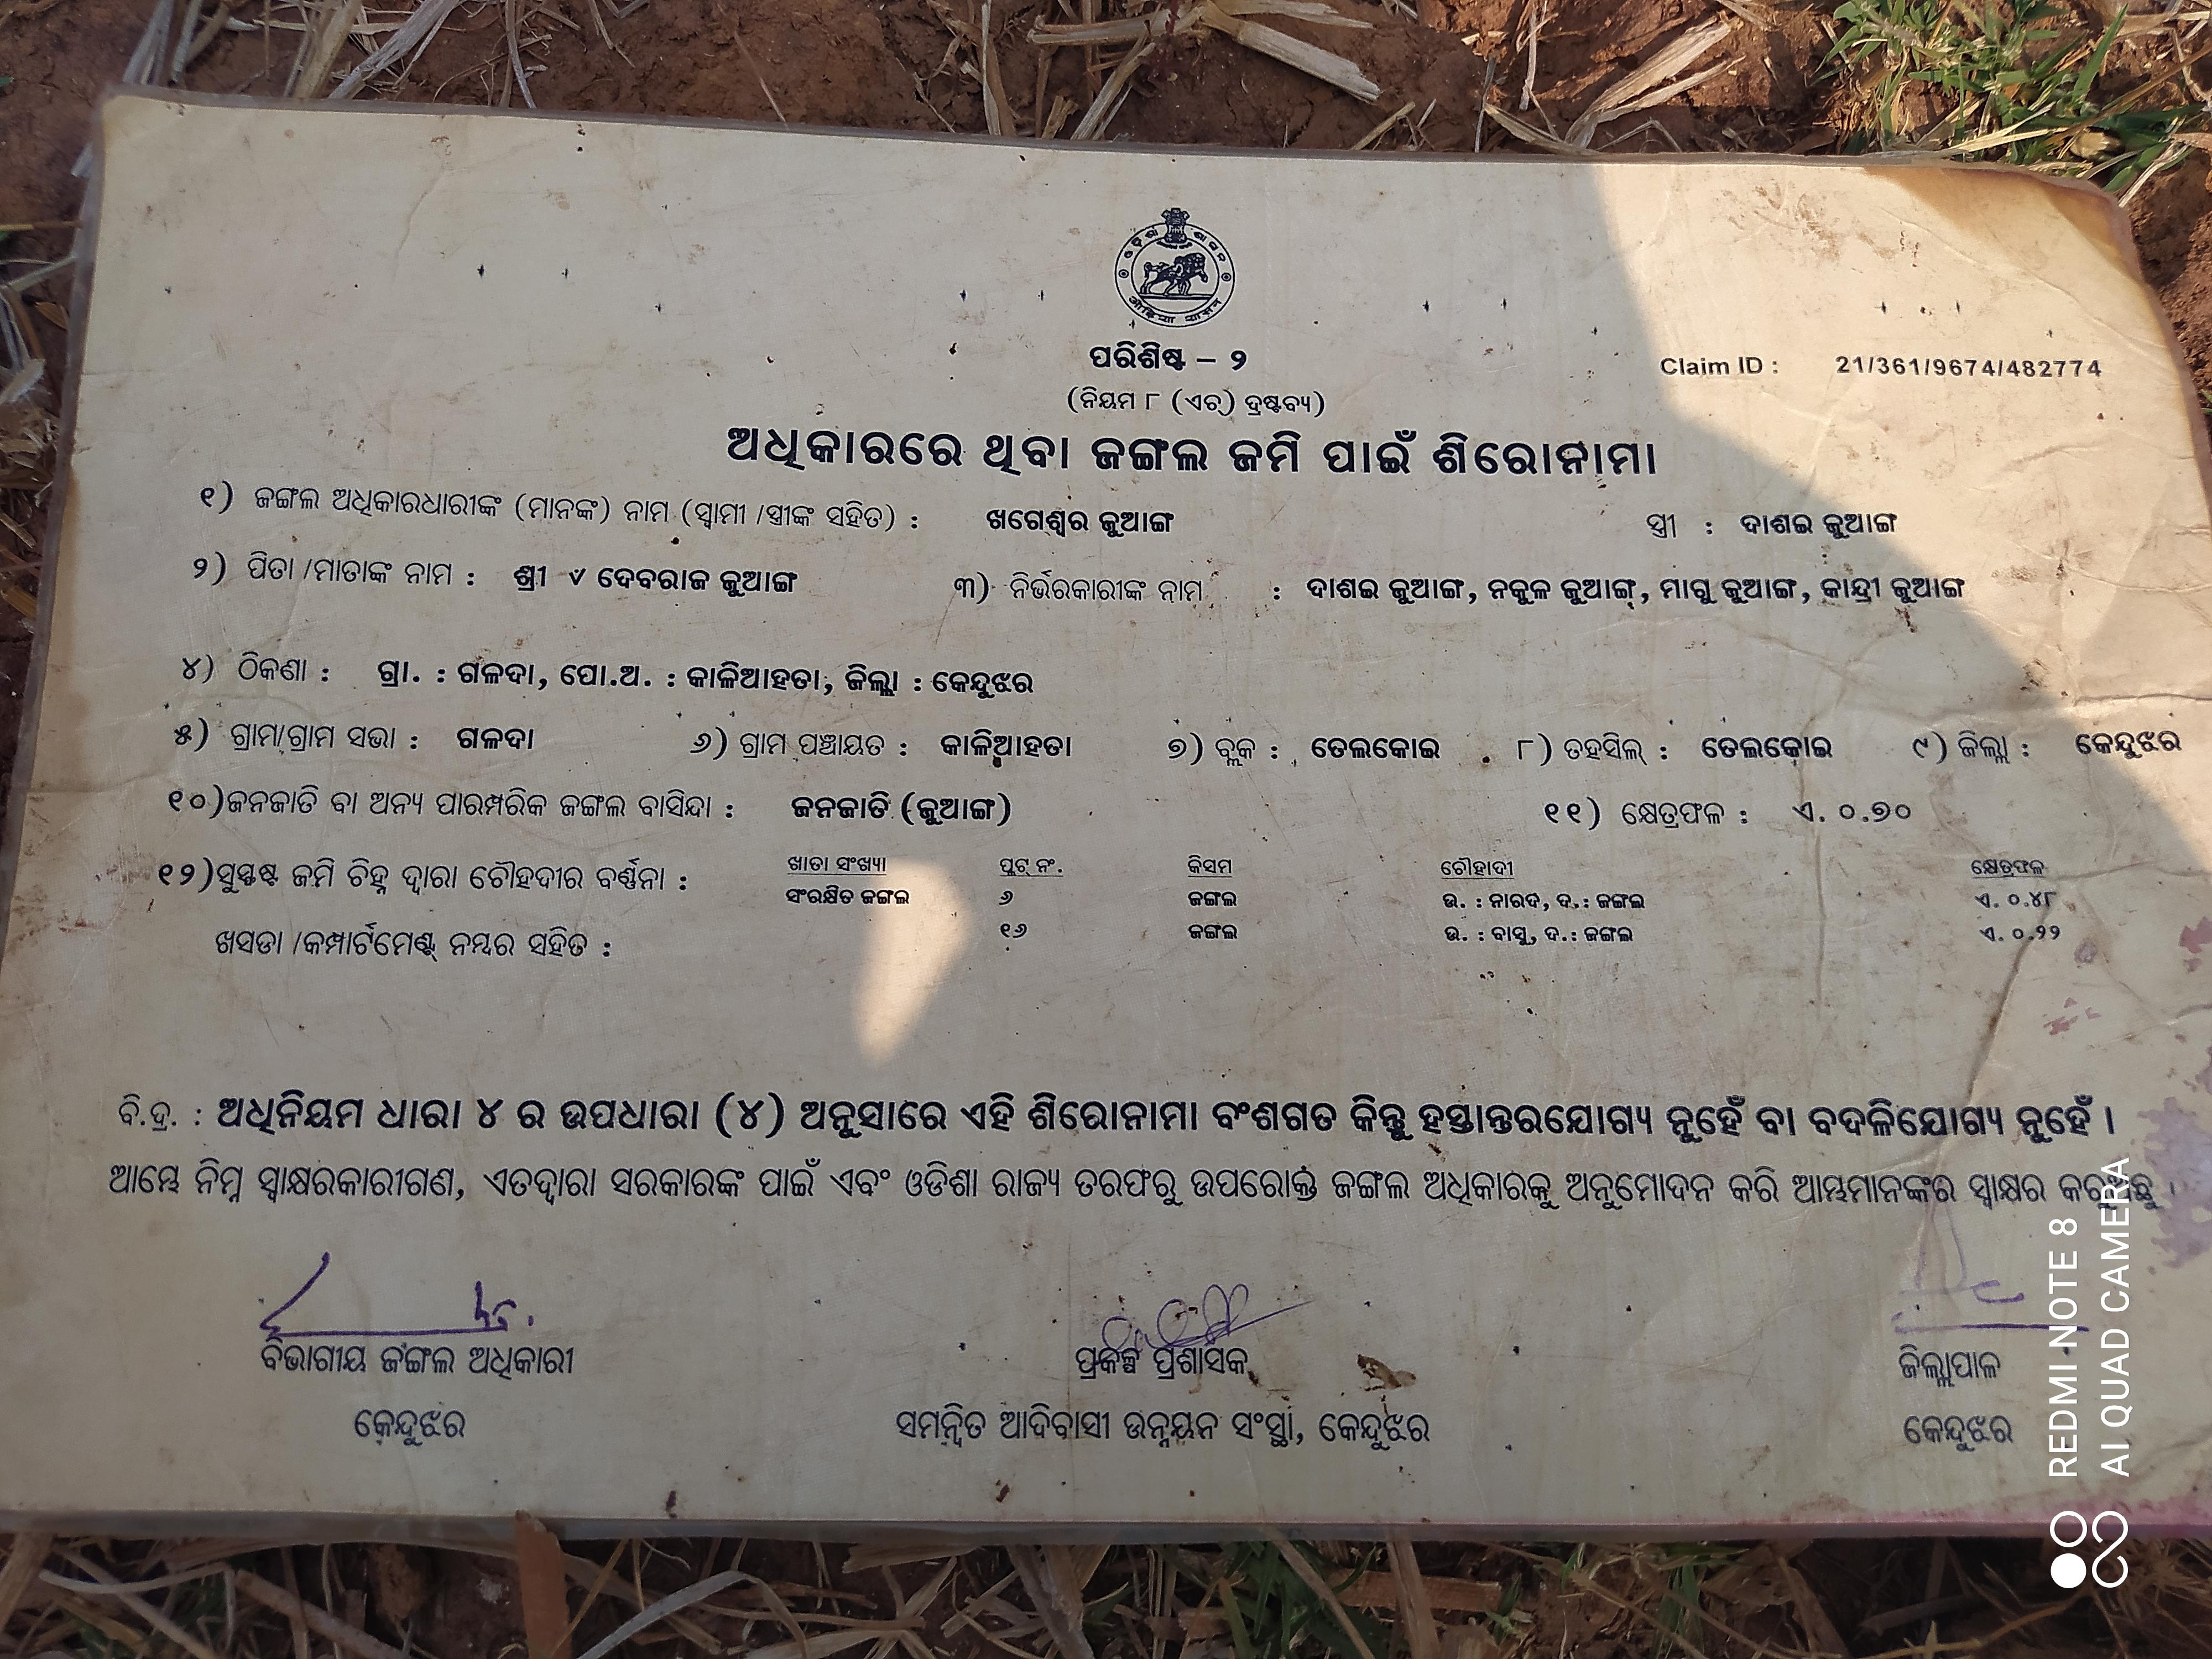 ଓଡ଼ିଶା ଶାସନ
ओड़िशा शासन
ପରିଶିଷ୍ଟ – ୨
Claim ID : 21/361/9674/482774
(ନିୟମ ୮ (ଏଚ୍) ଦ୍ରଷ୍ଟବ୍ୟ)
ଅଧିକାରରେ ଥିବା ଜଙ୍ଗଲ ଜମି ପାଇଁ ଶିରୋନାମା
୧) ଜଙ୍ଗଲ ଅଧିକାରଧାରୀଙ୍କ (ମାନଙ୍କ) ନାମ (ସ୍ୱାମୀ /ସ୍ତ୍ରୀଙ୍କ ସହିତ) : ଖଗେଶ୍ୱର ଜୁଆଙ୍ଗ ସ୍ତ୍ରୀ : ଦାଶଇ ଜୁଆଙ୍ଗ
୨) ପିତା /ମାତାଙ୍କ ନାମ : ଶ୍ରୀ ୰ ଦେବରାଜ ଜୁଆଙ୍ଗ ୩) ନିର୍ଭରକାରୀଙ୍କ ନାମ : ଦାଶଇ ଜୁଆଙ୍ଗ, ନକୁଳ ଜୁଆଙ୍ଗ, ମାଗୁ ଜୁଆଙ୍ଗ, କାନ୍ଦ୍ରୀ ଜୁଆଙ୍ଗ
୪) ଠିକଣା : ଗ୍ରା. : ଗଳଦା, ପୋ.ଅ. : କାଳିଆହତା, ଜିଲ୍ଲା : କେନ୍ଦୁଝର
୫) ଗ୍ରାମ/ଗ୍ରାମ ସଭା : ଗଳଦା ୬) ଗ୍ରାମ ପଞ୍ଚାୟତ : କାଳିଆହତା ୭) ବ୍ଲକ : ତେଲକୋଇ ୮) ତହସିଲ୍ : ତେଲକୋଇ ୯) ଜିଲ୍ଲା : କେନ୍ଦୁଝର
୧୦)ଜନଜାତି ବା ଅନ୍ୟ ପାରମ୍ପରିକ ଜଙ୍ଗଲ ବାସିନ୍ଦା : ଜନଜାତି (ଜୁଆଙ୍ଗ) ୧୧) କ୍ଷେତ୍ରଫଳ : ଏ. ୦.୭୦
୧୨)ସୁସ୍ପଷ୍ଟ ଜମି ଚିହ୍ନ ଦ୍ୱାରା ଚୌହଦୀର ବର୍ଣ୍ଣନା : ଖାତା ସଂଖ୍ୟା ପ୍ଲଟ୍ ନଂ. କିସମ ଚୌହାଦୀ କ୍ଷେତ୍ରଫଳ
ସଂରକ୍ଷିତ ଜଙ୍ଗଲ ୬ ଜଙ୍ଗଲ ଉ. : ନାରଦ, ଦ.: ଜଙ୍ଗଲ ଏ. ୦.୪୮
ଖସଡା /କମ୍ପାର୍ଟମେଣ୍ଟ ନମ୍ବର ସହିତ : ୧୬ ଜଙ୍ଗଲ ଉ. : ବାସୁ, ଦ.: ଜଙ୍ଗଲ ଏ. ୦.୨୨
ବି.ଦ୍ର. : ଅଧିନିୟମ ଧାରା ୪ ର ଉପଧାରା (୪) ଅନୁସାରେ ଏହି ଶିରୋନାମା ବଂଶଗତ କିନ୍ତୁ ହସ୍ତାନ୍ତରଯୋଗ୍ୟ ନୁହେଁ ବା ବଦଳିଯୋଗ୍ୟ ନୁହେଁ ।
ଆମ୍ଭେ ନିମ୍ନ ସ୍ୱାକ୍ଷରକାରୀଗଣ, ଏତଦ୍ୱାରା ସରକାରଙ୍କ ପାଇଁ ଏବଂ ଓଡିଶା ରାଜ୍ୟ ତରଫରୁ ଉପରୋକ୍ତ ଜଙ୍ଗଲ ଅଧିକାରକୁ ଅନୁମୋଦନ କରି ଆମ୍ଭମାନଙ୍କର ସ୍ୱାକ୍ଷର କରୁଅଛୁ ।
ବିଭାଗୀୟ ଜଙ୍ଗଲ ଅଧିକାରୀ ପ୍ରକଳ୍ପ ପ୍ରଶାସକ ଜିଲ୍ଲାପାଳ
କେନ୍ଦୁଝର ସମନ୍ୱିତ ଆଦିବାସୀ ଉନ୍ନୟନ ସଂସ୍ଥା, କେନ୍ଦୁଝର କେନ୍ଦୁଝର
REDMI NOTE 8
AI QUAD CAMERA